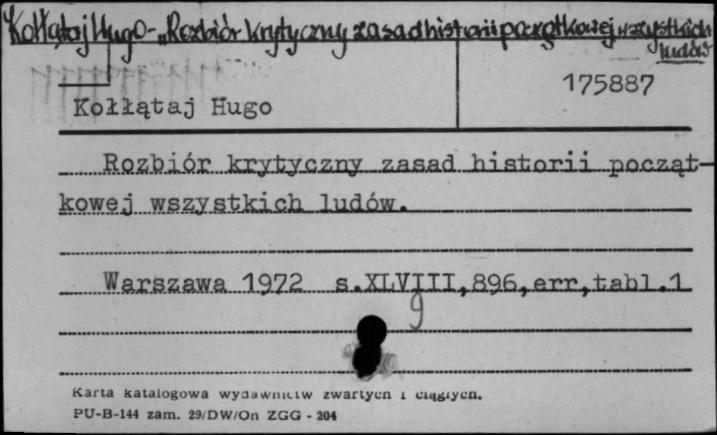 Kołłątaj Hugo - "Rozbiór krytyczny zasad historii początkowej wszystkich
ludów
Kołłątaj Hugo
175887
Rozbiór krytyczny zasad historii począt-
kowej wszystkich ludów.
Warszawa 1972 s.XLVIII,896,err,tabl.1
9
Karta katalogowa wydawnictw zwartych i ciągłych.
PU-B-144 zam. 29/DW/On ZGG - 204